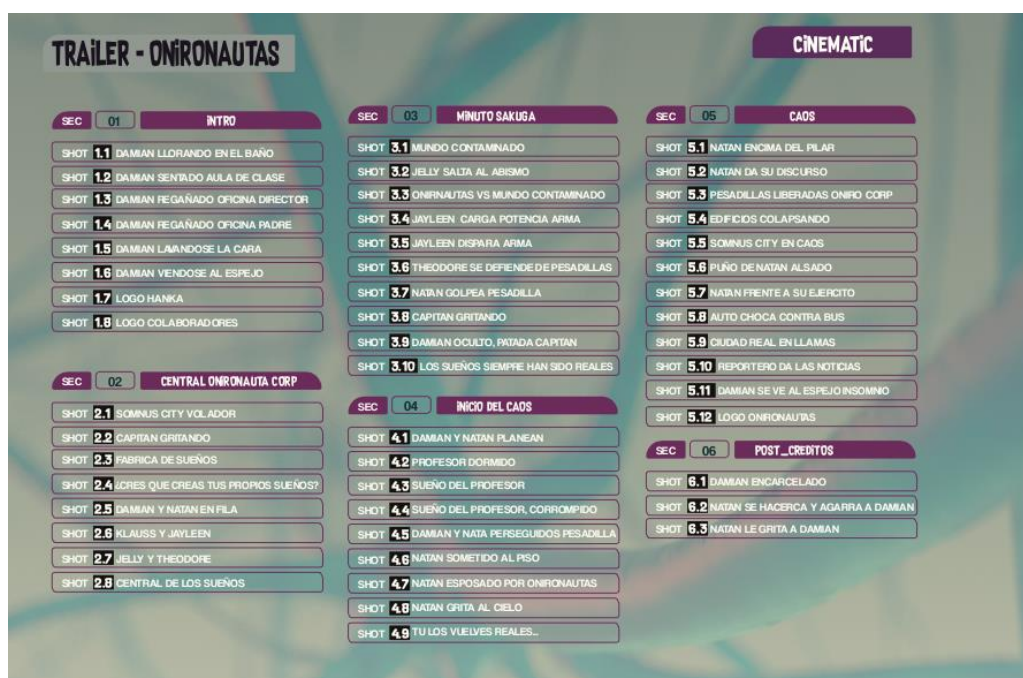 TRAiLER - ONiRONAUTAS
CiNEMATiC
SEC 01 iNTRO
SHOT 1.1 DAMIAN LLORANDO EN EL BAÑO
SHOT 1.2 DAMIAN SENTADO AULA DE CLASE
SHOT 1.3 DAMIAN REGAÑADO OFICINA DIRECTOR
SHOT 1.4 DAMIAN REGAÑADO OFICINA PADRE
SHOT 1.5 DAMIAN LAVANDOSE LA CARA
SHOT 1.6 DAMIAN VIENDOSE AL ESPEJO
SHOT 1.7 LOGO HANKA
SHOT 1.8 LOGO COLABORADORES
SEC 02 CENTRAL ONIRONAUTA CORP
SHOT 2.1 SOMNUS CITY VOLADOR
SHOT 2.2 CAPITAN GRITANDO
SHOT 2.3 FABRICA DE SUEÑOS
SHOT 2.4 ¿CRES QUE CREAS TUS PROPIOS SUEÑOS?
SHOT 2.5 DAMIAN Y NATAN EN FILA
SHOT 2.6 KLAUSS Y JAYLEEN
SHOT 2.7 JELLY Y THEODORE
SHOT 2.8 CENTRAL DE LOS SUEÑOS
SEC 03 MiNUTO SAKUGA
SHOT 3.1 MUNDO CONTAMINADO
SHOT 3.2 JELLY SALTA AL ABISMO
SHOT 3.3 ONIRNAUTAS VS MUNDO CONTAMINADO
SHOT 3.4 JAYLEEN CARGA POTENCIA ARMA
SHOT 3.5 JAYLEEN DISPARA ARMA
SHOT 3.6 THEODORE SE DEFIENDE DE PESADILLAS
SHOT 3.7 NATAN GOLPEA PESADILLA
SHOT 3.8 CAPITAN GRITANDO
SHOT 3.9 DAMIAN OCULTO, PATADA CAPITAN
SHOT 3.10 LOS SUEÑOS SIEMPRE HAN SIDO REALES
SEC 04 iNiCiO DEL CAOS
SHOT 4.1 DAMIAN Y NATAN PLANEAN
SHOT 4.2 PROFESOR DORMIDO
SHOT 4.3 SUEÑO DEL PROFESOR
SHOT 4.4 SUEÑO DEL PROFESOR, CORROMPIDO
SHOT 4.5 DAMIAN Y NATA PERSEGUIDOS PESADILLA
SHOT 4.6 NATAN SOMETIDO AL PISO
SHOT 4.7 NATAN ESPOSADO POR ONIRONAUTAS
SHOT 4.8 NATAN GRITA AL CIELO
SHOT 4.9 TU LOS VUELVES REALES..
SEC 05 CAOS
SHOT 5.1 NATAN ENCIMA DEL PILAR
SHOT 5.2 NATAN DA SU DISCURSO
SHOT 5.3 PESADILLAS LIBERADAS ONIRO CORP
SHOT 5.4 EDIFICIOS COLAPSANDO
SHOT 5.5 SOMNUS CITY EN CAOS
SHOT 5.6 PUÑO DE NATAN ALSADO
SHOT 5.7 NATAN FRENTE A SU EJERCITO
SHOT 5.8 AUTO CHOCA CONTRA BUS
SHOT 5.9 CIUDAD REAL EN LLAMAS
SHOT 5.10 REPORTERO DA LAS NOTICIAS
SHOT 5.11 DAMIAN SE VE AL ESPEJO INSOMNIO
SHOT 5.12 LOGO ONIRONAUTAS
SEC 06 POST_CREDiTOS
SHOT 6.1 DAMIAN ENCARCELADO
SHOT 6.2 NATAN SE HACERCA Y AGARRA A DAMIAN
SHOT 6.3 NATAN LE GRITA A DAMIAN